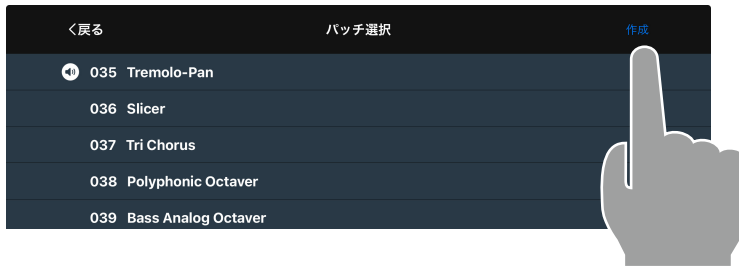 く戻る パッチ選択 作成
035 Tremolo-Pan
036 Slicer
037 Tri Chorus
038 Polyphonic Octaver
039 Bass Analog Octaver